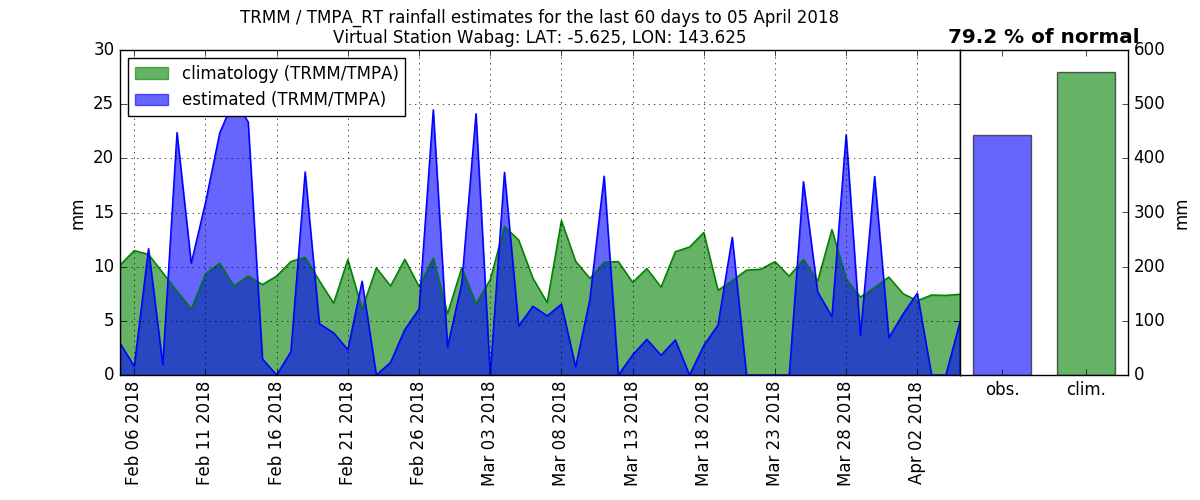 TRMM / TMPA_RT rainfall estimates for the last 60 days to 05 April 2018
Virtual Station Wabag: LAT: -5.625, LON: 143.625
79.2 % of normal
climatology (TRMM/TMPA)
estimated (TRMM/TMPA)
30
25
20
15
10
5
0
mm
Feb 06 2018
Feb 11 2018
Feb 16 2018
Feb 21 2018
Feb 26 2018
Mar 03 2018
Mar 08 2018
Mar 13 2018
Mar 18 2018
Mar 23 2018
Mar 28 2018
Apr 02 2018
600
500
400
300
200
100
0
mm
obs.
clim.